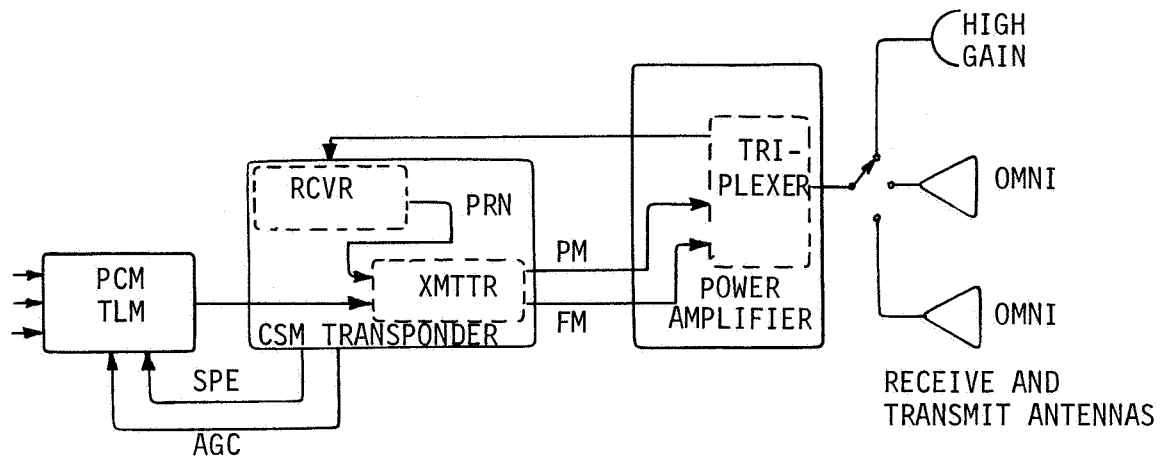 HIGH
GAIN
TRI-
PLEXER
RCVR
PRN
OMNI
PM
PCM
TLM
XMTTR
POWER
AMPLIFIER
FM
CSM TRANSPONDER
OMNI
SPE
AGC
RECEIVE AND
TRANSMIT ANTENNAS